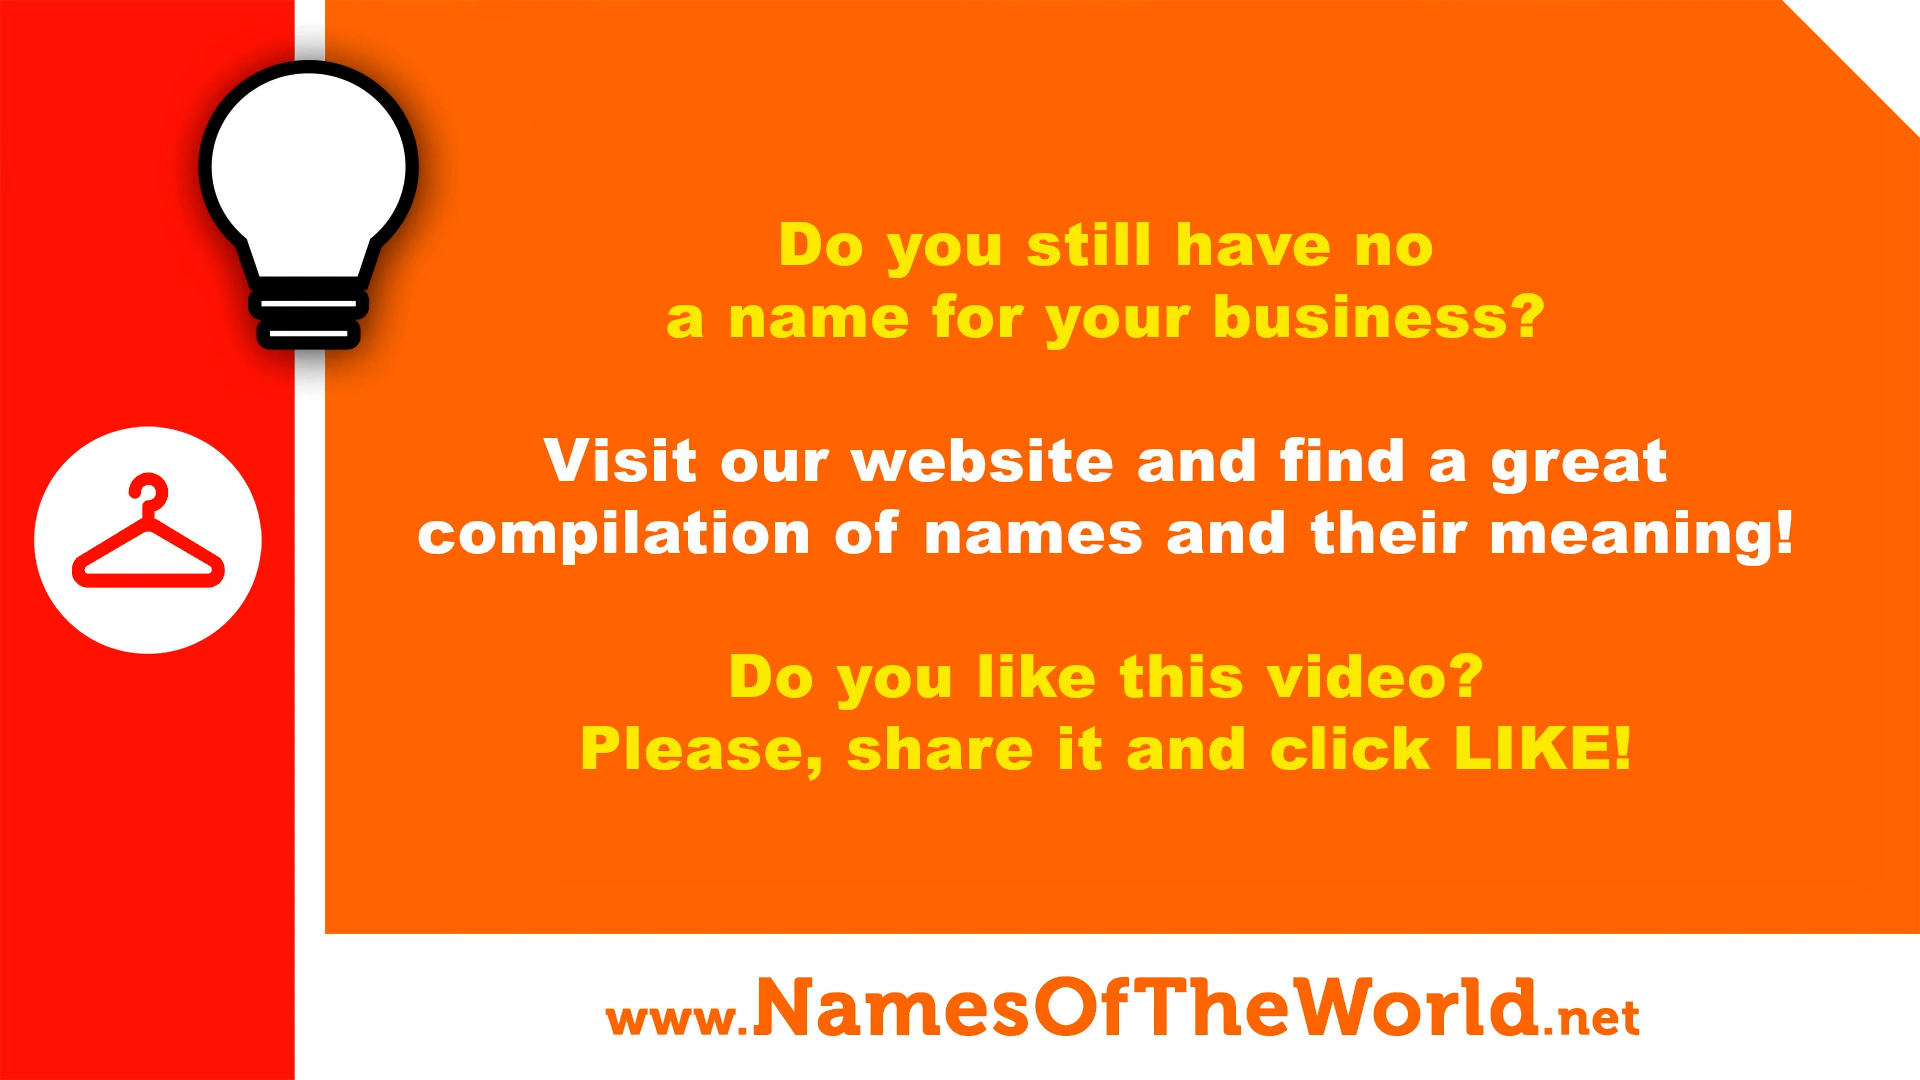 Do you still have no
a name for your business?
Visit our website and find a great
compilation of names and their meaning!
Do you like this video?
Please, share it and click LIKE!
www.NamesOfTheWorld.net